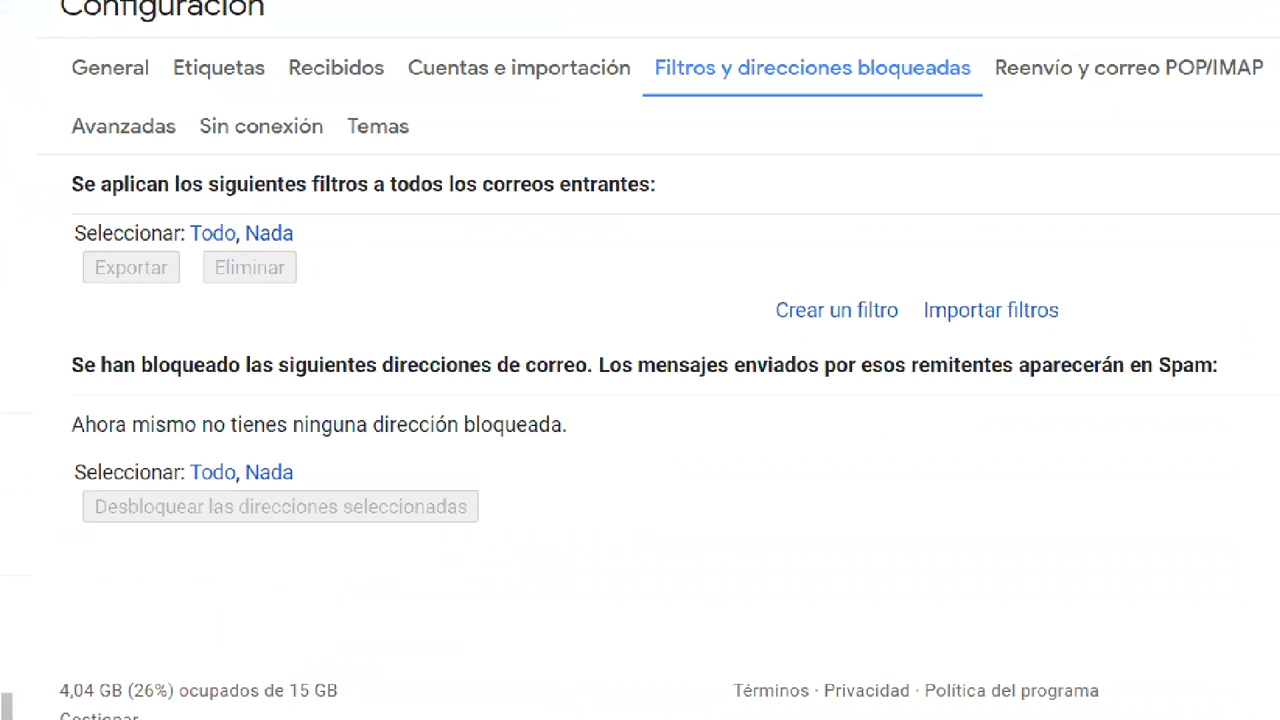 Configuración
General Etiquetas Recibidos Cuentas e importación Filtros y direcciones bloqueadas Reenvío y correo POP/IMAP
Avanzadas Sin conexión Temas
Se aplican los siguientes filtros a todos los correos entrantes:
Seleccionar: Todo, Nada
Exportar Eliminar
Crear un filtro Importar filtros
Se han bloqueado las siguientes direcciones de correo. Los mensajes enviados por esos remitentes aparecerán en Spam:
Ahora mismo no tienes ninguna dirección bloqueada.
Seleccionar: Todo, Nada
Desbloquear las direcciones seleccionadas
4,04 GB (26%) ocupados de 15 GB
Términos · Privacidad · Política del programa
Gestionar